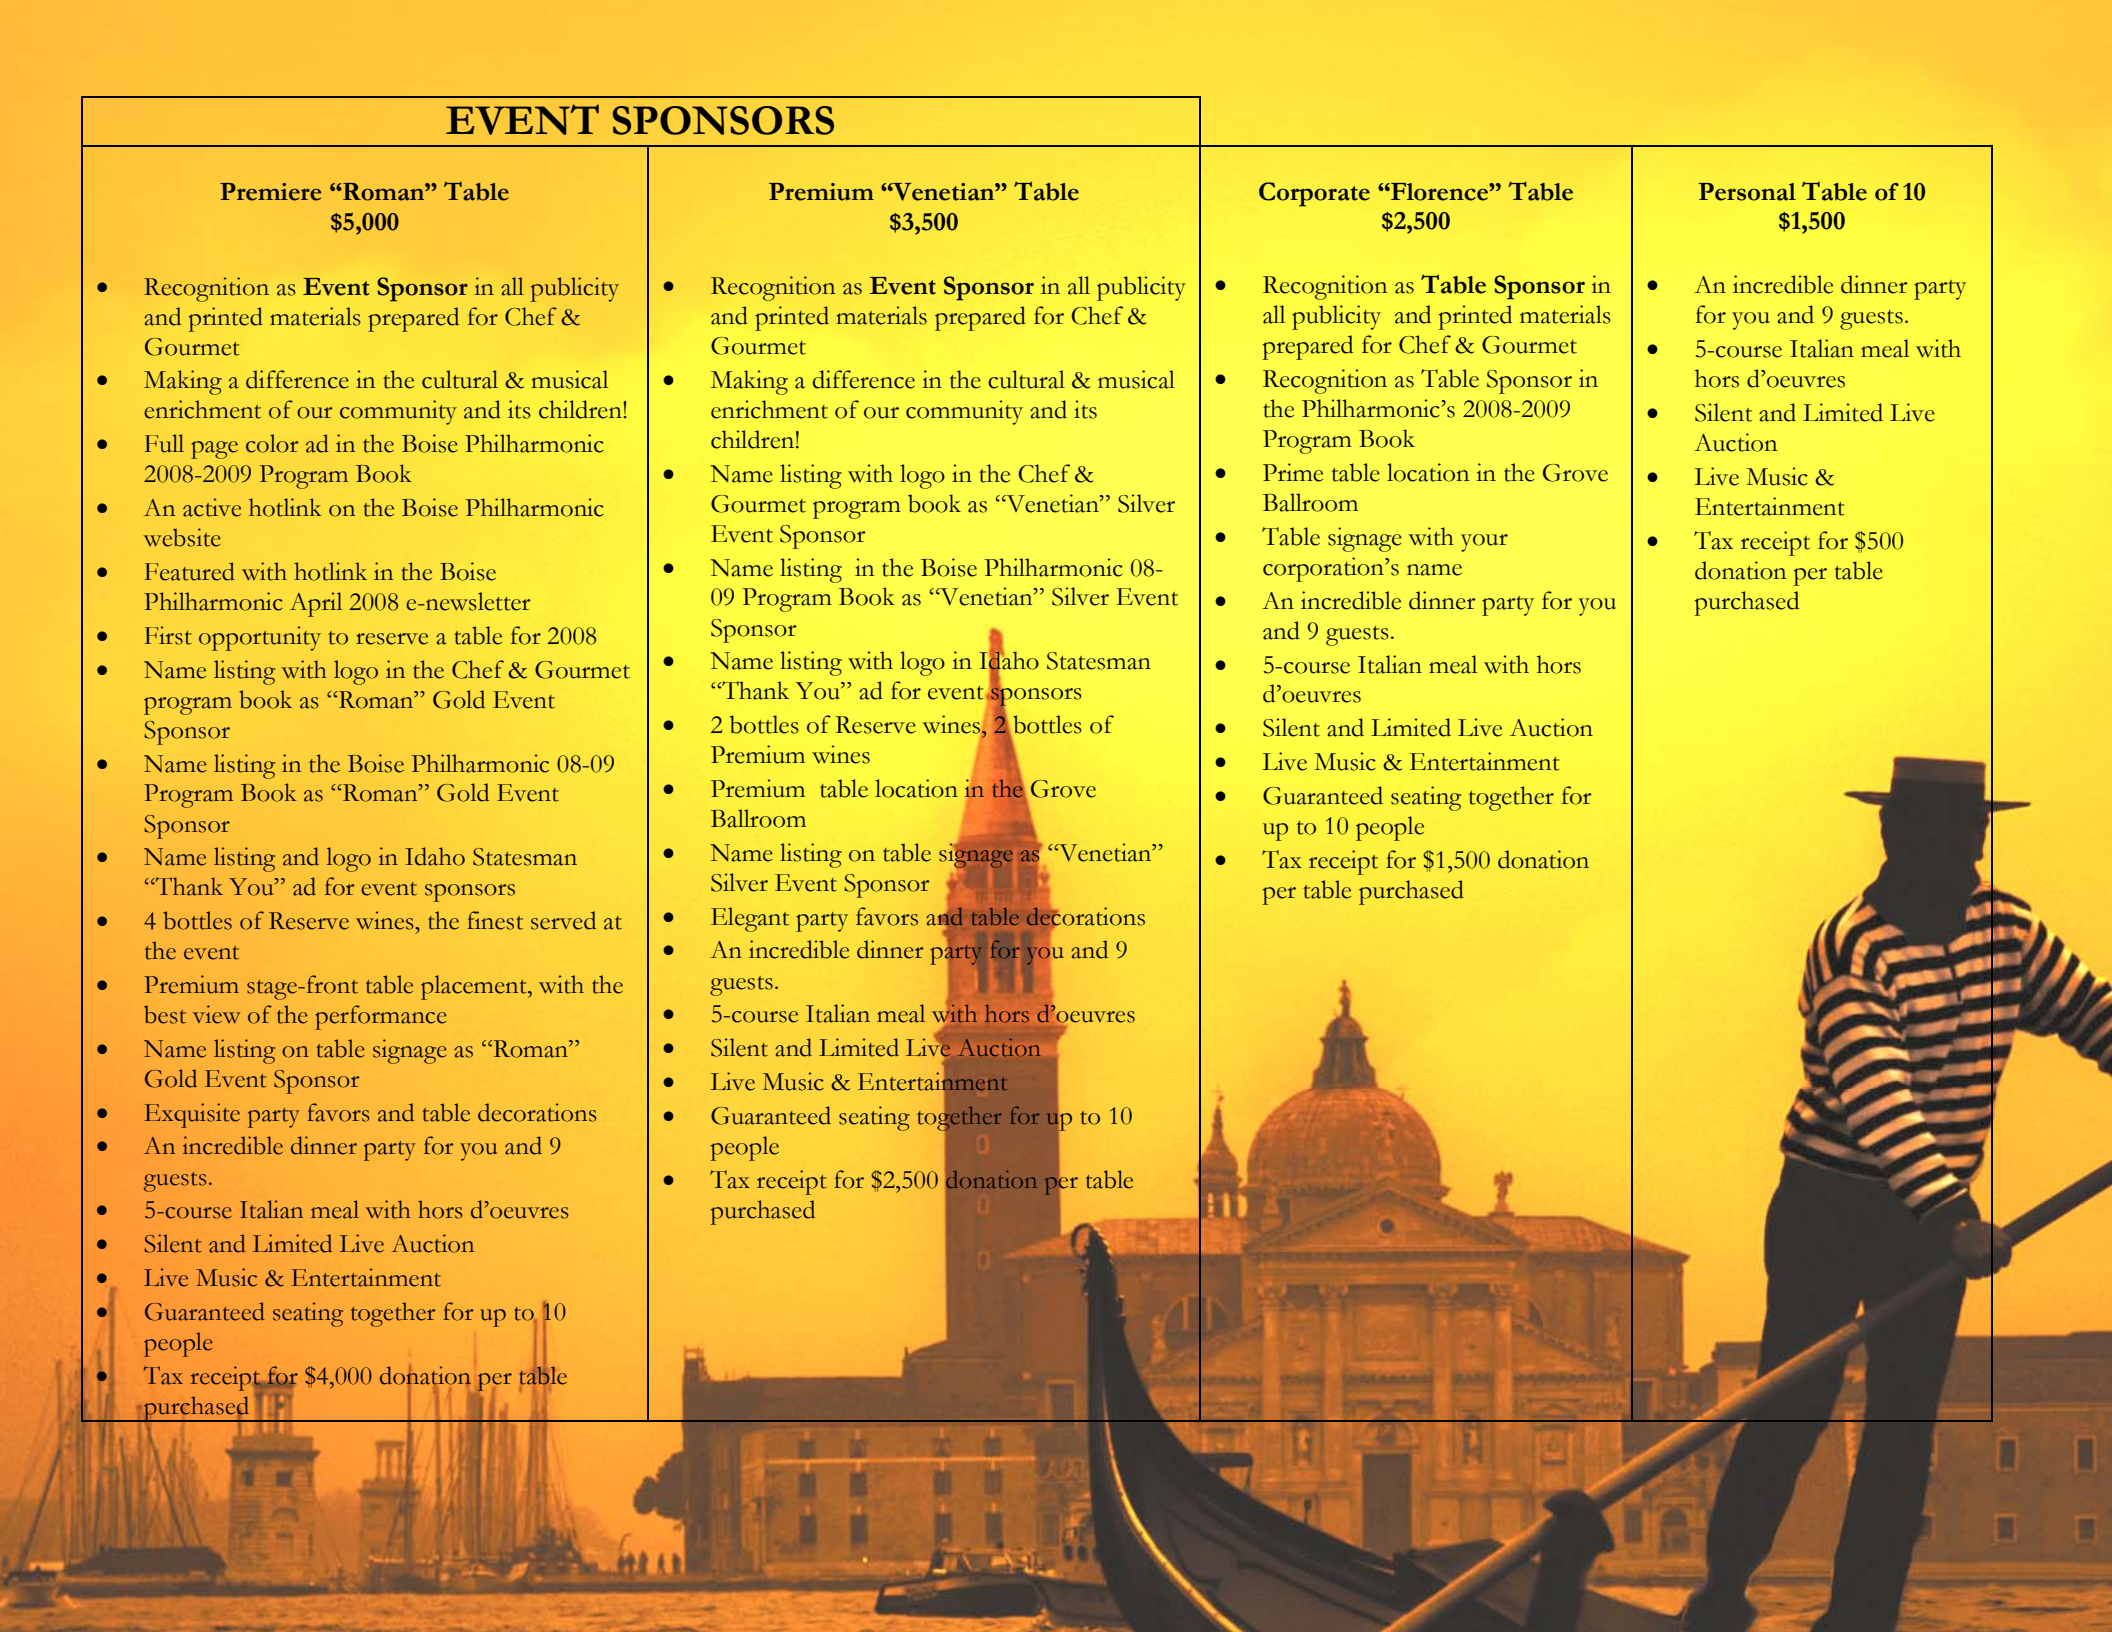 EVENT SPONSORS
Premiere “Roman” Table
$5,000
• Recognition as Event Sponsor in all publicity
and printed materials prepared for Chef &
Gourmet
• Making a difference in the cultural & musical
enrichment of our community and its children!
• Full page color ad in the Boise Philharmonic
2008-2009 Program Book
• An active hotlink on the Boise Philharmonic
website
• Featured with hotlink in the Boise
Philharmonic April 2008 e-newsletter
• First opportunity to reserve a table for 2008
• Name listing with logo in the Chef & Gourmet
program book as “Roman” Gold Event
Sponsor
• Name listing in the Boise Philharmonic 08-09
Program Book as “Roman” Gold Event
Sponsor
• Name listing and logo in Idaho Statesman
“Thank You” ad for event sponsors
• 4 bottles of Reserve wines, the finest served at
the event
• Premium stage-front table placement, with the
best view of the performance
• Name listing on table signage as “Roman”
Gold Event Sponsor
• Exquisite party favors and table decorations
• An incredible dinner party for you and 9
guests.
• 5-course Italian meal with hors d’oeuvres
• Silent and Limited Live Auction
• Live Music & Entertainment
• Guaranteed seating together for up to 10
people
• Tax receipt for $4,000 donation per table
purchased
Premium “Venetian” Table
$3,500
• Recognition as Event Sponsor in all publicity
and printed materials prepared for Chef &
Gourmet
• Making a difference in the cultural & musical
enrichment of our community and its
children!
• Name listing with logo in the Chef &
Gourmet program book as “Venetian” Silver
Event Sponsor
• Name listing in the Boise Philharmonic 08-
09 Program Book as “Venetian” Silver Event
Sponsor
• Name listing with logo in Idaho Statesman
“Thank You” ad for event sponsors
• 2 bottles of Reserve wines, 2 bottles of
Premium wines
• Premium table location in the Grove
Ballroom
• Name listing on table signage as “Venetian”
Silver Event Sponsor
• Elegant party favors and table decorations
• An incredible dinner party for you and 9
guests.
• 5-course Italian meal with hors d’oeuvres
• Silent and Limited Live Auction
• Live Music & Entertainment
• Guaranteed seating together for up to 10
people
• Tax receipt for $2,500 donation per table
purchased
Corporate “Florence” Table
$2,500
• Recognition as Table Sponsor in
all publicity and printed materials
prepared for Chef & Gourmet
• Recognition as Table Sponsor in
the Philharmonic’s 2008-2009
Program Book
• Prime table location in the Grove
Ballroom
• Table signage with your
corporation’s name
• An incredible dinner party for you
and 9 guests.
• 5-course Italian meal with hors
d’oeuvres
• Silent and Limited Live Auction
• Live Music & Entertainment
• Guaranteed seating together for
up to 10 people
• Tax receipt for $1,500 donation
per table purchased
Personal Table of 10
$1,500
• An incredible dinner party
for you and 9 guests.
• 5-course Italian meal with
hors d’oeuvres
• Silent and Limited Live
Auction
• Live Music &
Entertainment
• Tax receipt for $500
donation per table
purchased